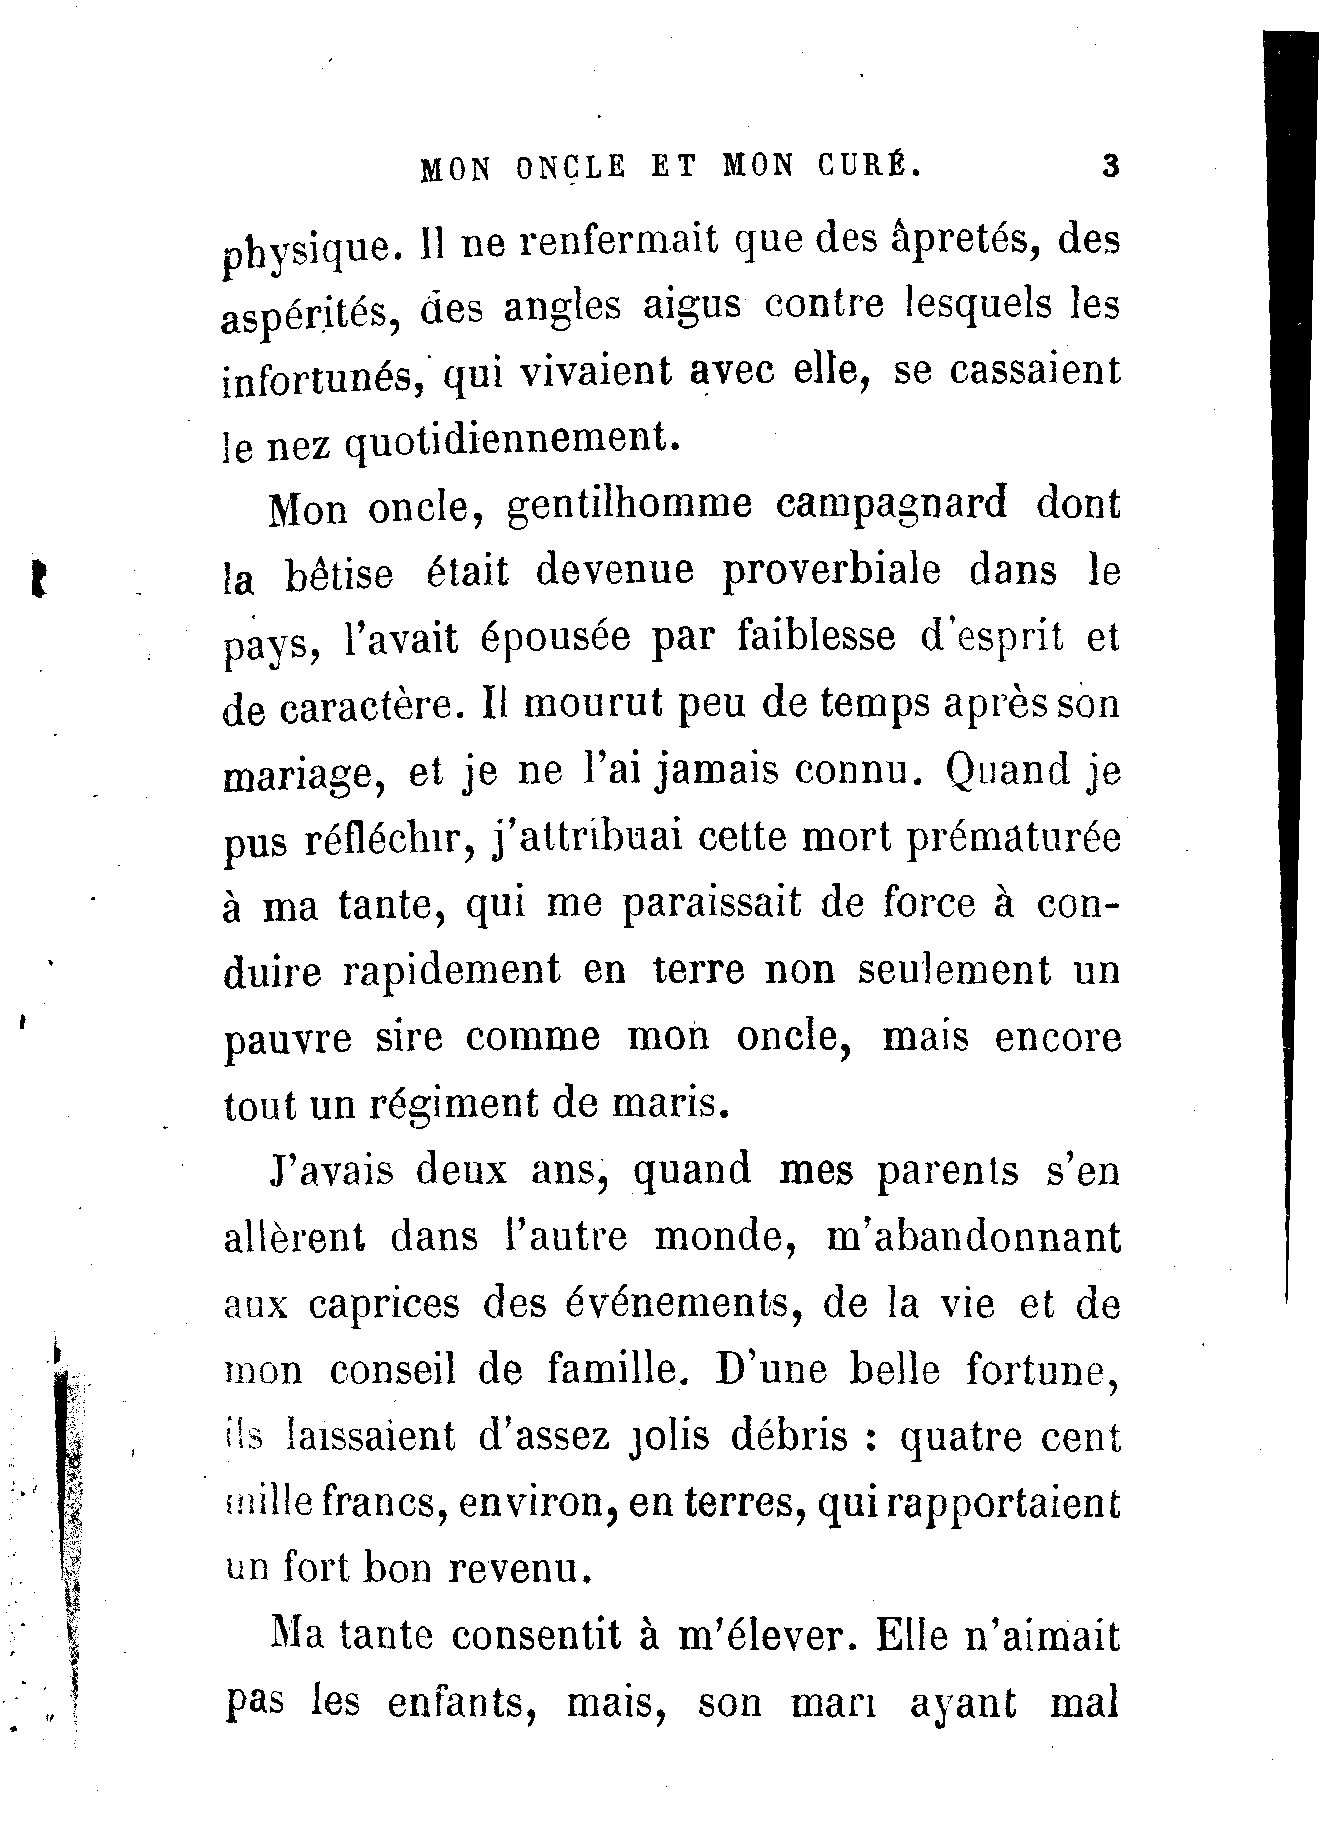 MON ONCLE ET MON CURÉ. 3
physique. Il ne renfermait que des âpretés, des
aspérités, des angles aigus contre lesquels les
infortunés, qui vivaient avec elle, se cassaient
le nez quotidiennement.
Mon oncle, gentilhomme campagnard dont
la bêtise était devenue proverbiale dans le
pays, l'avait épousée par faiblesse d'esprit et
de caractère. Il mourut peu de temps après son
mariage, et je ne l'ai jamais connu. Quand je
pus réfléchir, j'attribuai cette mort prématurée
à ma tante, qui me paraissait de force à con-
duire rapidement en terre non seulement un
pauvre sire comme mon oncle, mais encore
tout un régiment de maris.
J'avais deux ans, quand mes parents s'en
allèrent dans l'autre monde, m'abandonnant
aux caprices des événements, de la vie et de
mon conseil de famille. D'une belle fortune,
ils laissaient d'assez jolis débris : quatre cent
mille francs, environ, en terres, qui rapportaient
un fort bon revenu.
Ma tante consentit à m'élever. Elle n'aimait
pas les enfants, mais, son mari ayant mal